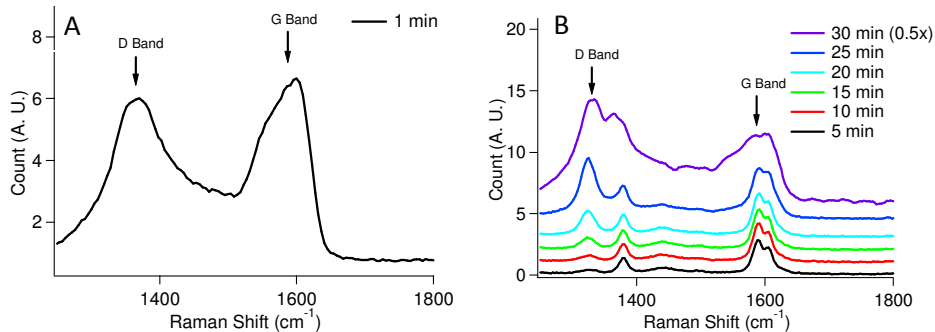 A
D Band
G Band
1 min
8
6
4
2
Count (A. U.)
1400
1600
1800
Raman Shift (cm⁻¹)
B
D Band
G Band
30 min (0.5x)
25 min
20 min
15 min
10 min
5 min
20
15
10
5
0
Count (A. U.)
1400
1600
1800
Raman Shift (cm⁻¹)